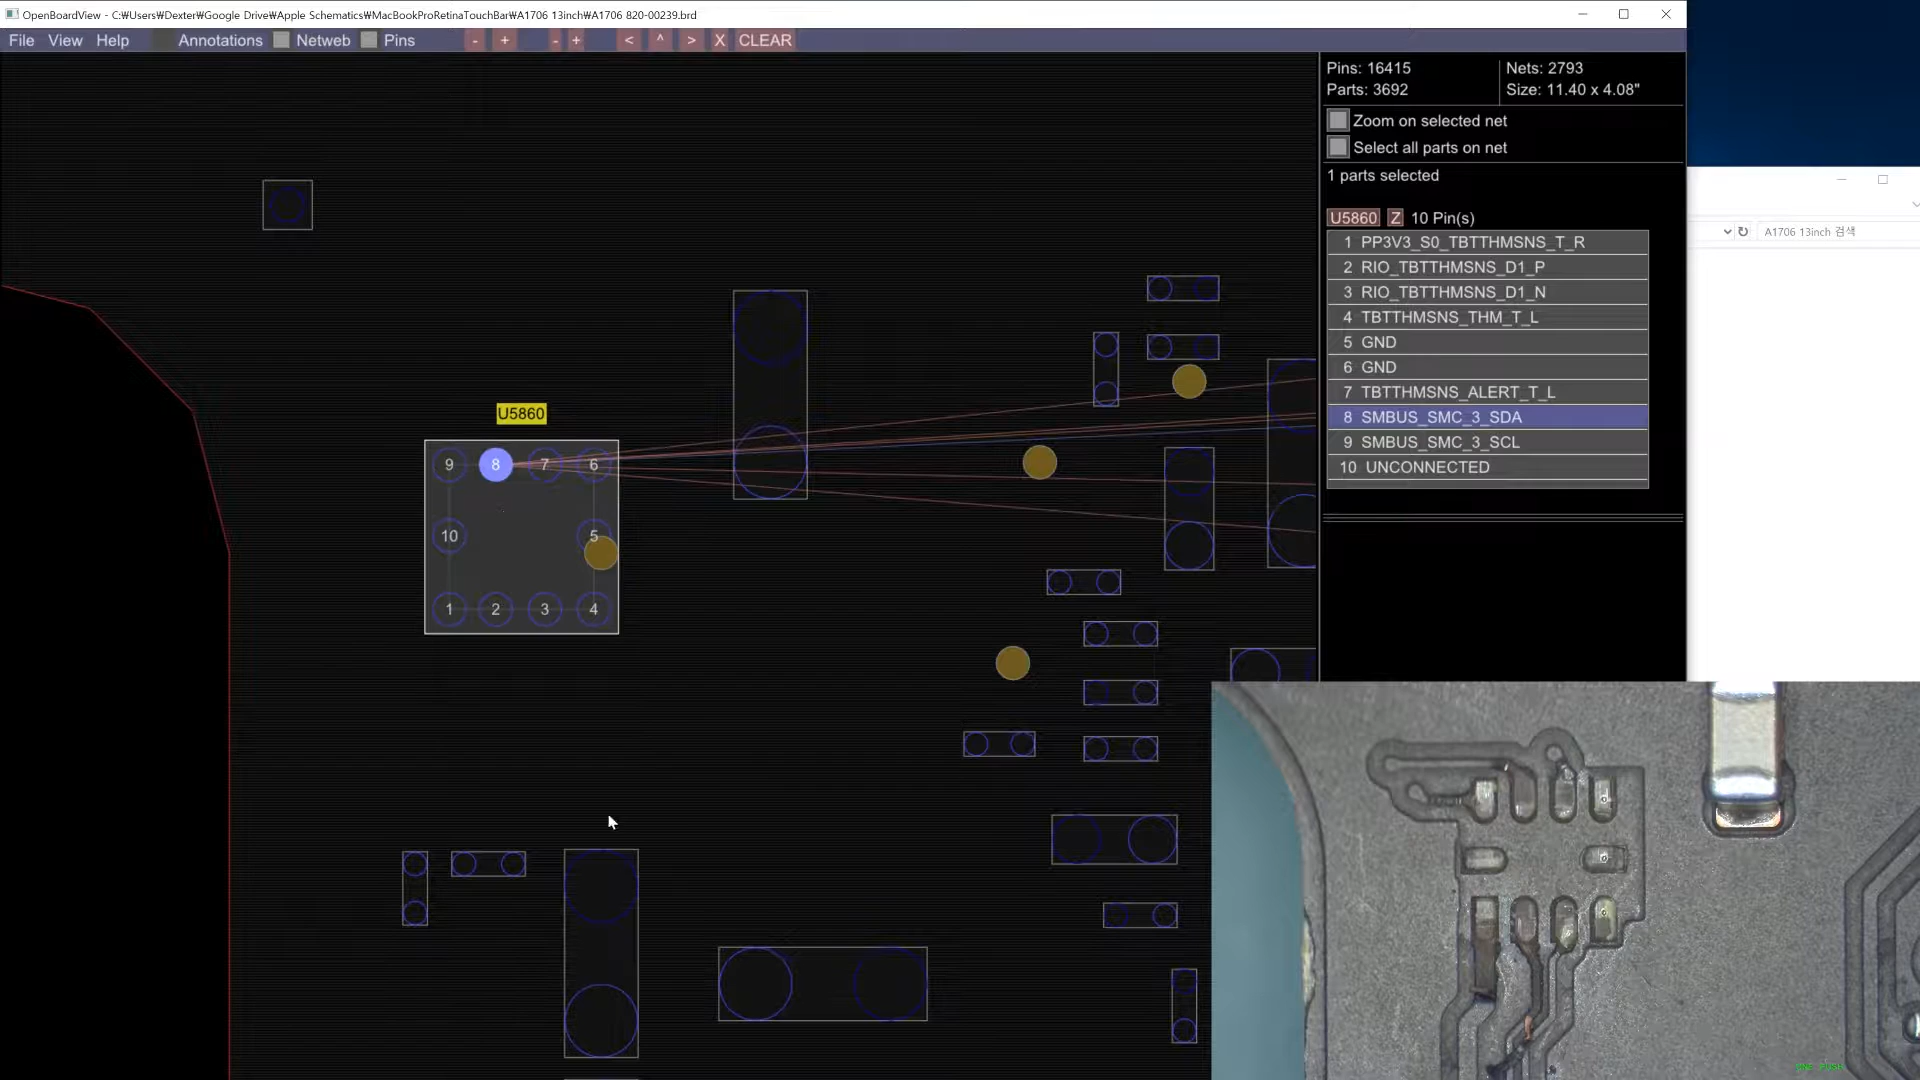 OpenBoardView - C:₩Users₩Dexter₩Google Drive₩Apple Schematics₩MacBookProRetinaTouchBar₩A1706 13inch₩A1706 820-00239.brd
File View Help Annotations Netweb Pins - + - + < ^ > X CLEAR
Pins: 16415 Nets: 2793
Parts: 3692 Size: 11.40 x 4.08"
Zoom on selected net
Select all parts on net
1 parts selected
U5860 Z 10 Pin(s)
1 PP3V3_S0_TBTTHMSNS_T_R
2 RIO_TBTTHMSNS_D1_P
3 RIO_TBTTHMSNS_D1_N
4 TBTTHMSNS_THM_T_L
5 GND
6 GND
7 TBTTHMSNS_ALERT_T_L
8 SMBUS_SMC_3_SDA
9 SMBUS_SMC_3_SCL
10 UNCONNECTED
A1706 13inch 검색
U5860
9 8 7 6
10 5
1 2 3 4